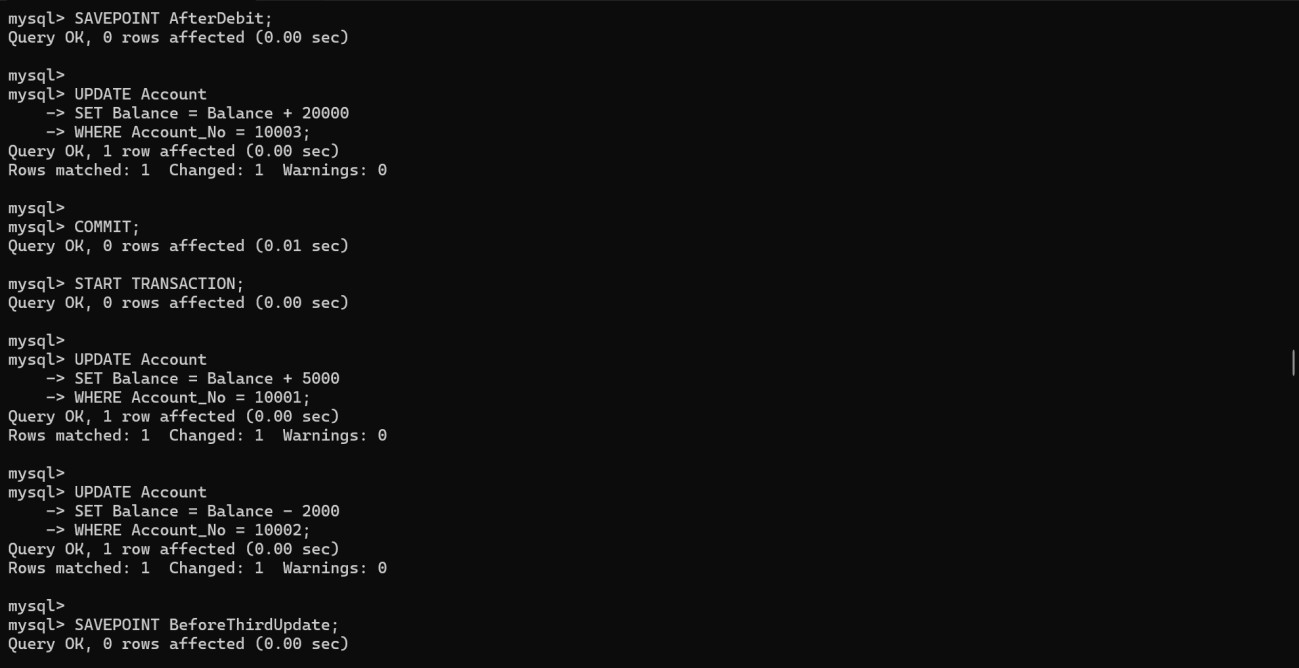 mysql> SAVEPOINT AfterDebit;
Query OK, 0 rows affected (0.00 sec)

mysql>
mysql> UPDATE Account
    -> SET Balance = Balance + 20000
    -> WHERE Account_No = 10003;
Query OK, 1 row affected (0.00 sec)
Rows matched: 1  Changed: 1  Warnings: 0

mysql>
mysql> COMMIT;
Query OK, 0 rows affected (0.01 sec)

mysql> START TRANSACTION;
Query OK, 0 rows affected (0.00 sec)

mysql>
mysql> UPDATE Account
    -> SET Balance = Balance + 5000
    -> WHERE Account_No = 10001;
Query OK, 1 row affected (0.00 sec)
Rows matched: 1  Changed: 1  Warnings: 0

mysql>
mysql> UPDATE Account
    -> SET Balance = Balance - 2000
    -> WHERE Account_No = 10002;
Query OK, 1 row affected (0.00 sec)
Rows matched: 1  Changed: 1  Warnings: 0

mysql>
mysql> SAVEPOINT BeforeThirdUpdate;
Query OK, 0 rows affected (0.00 sec)